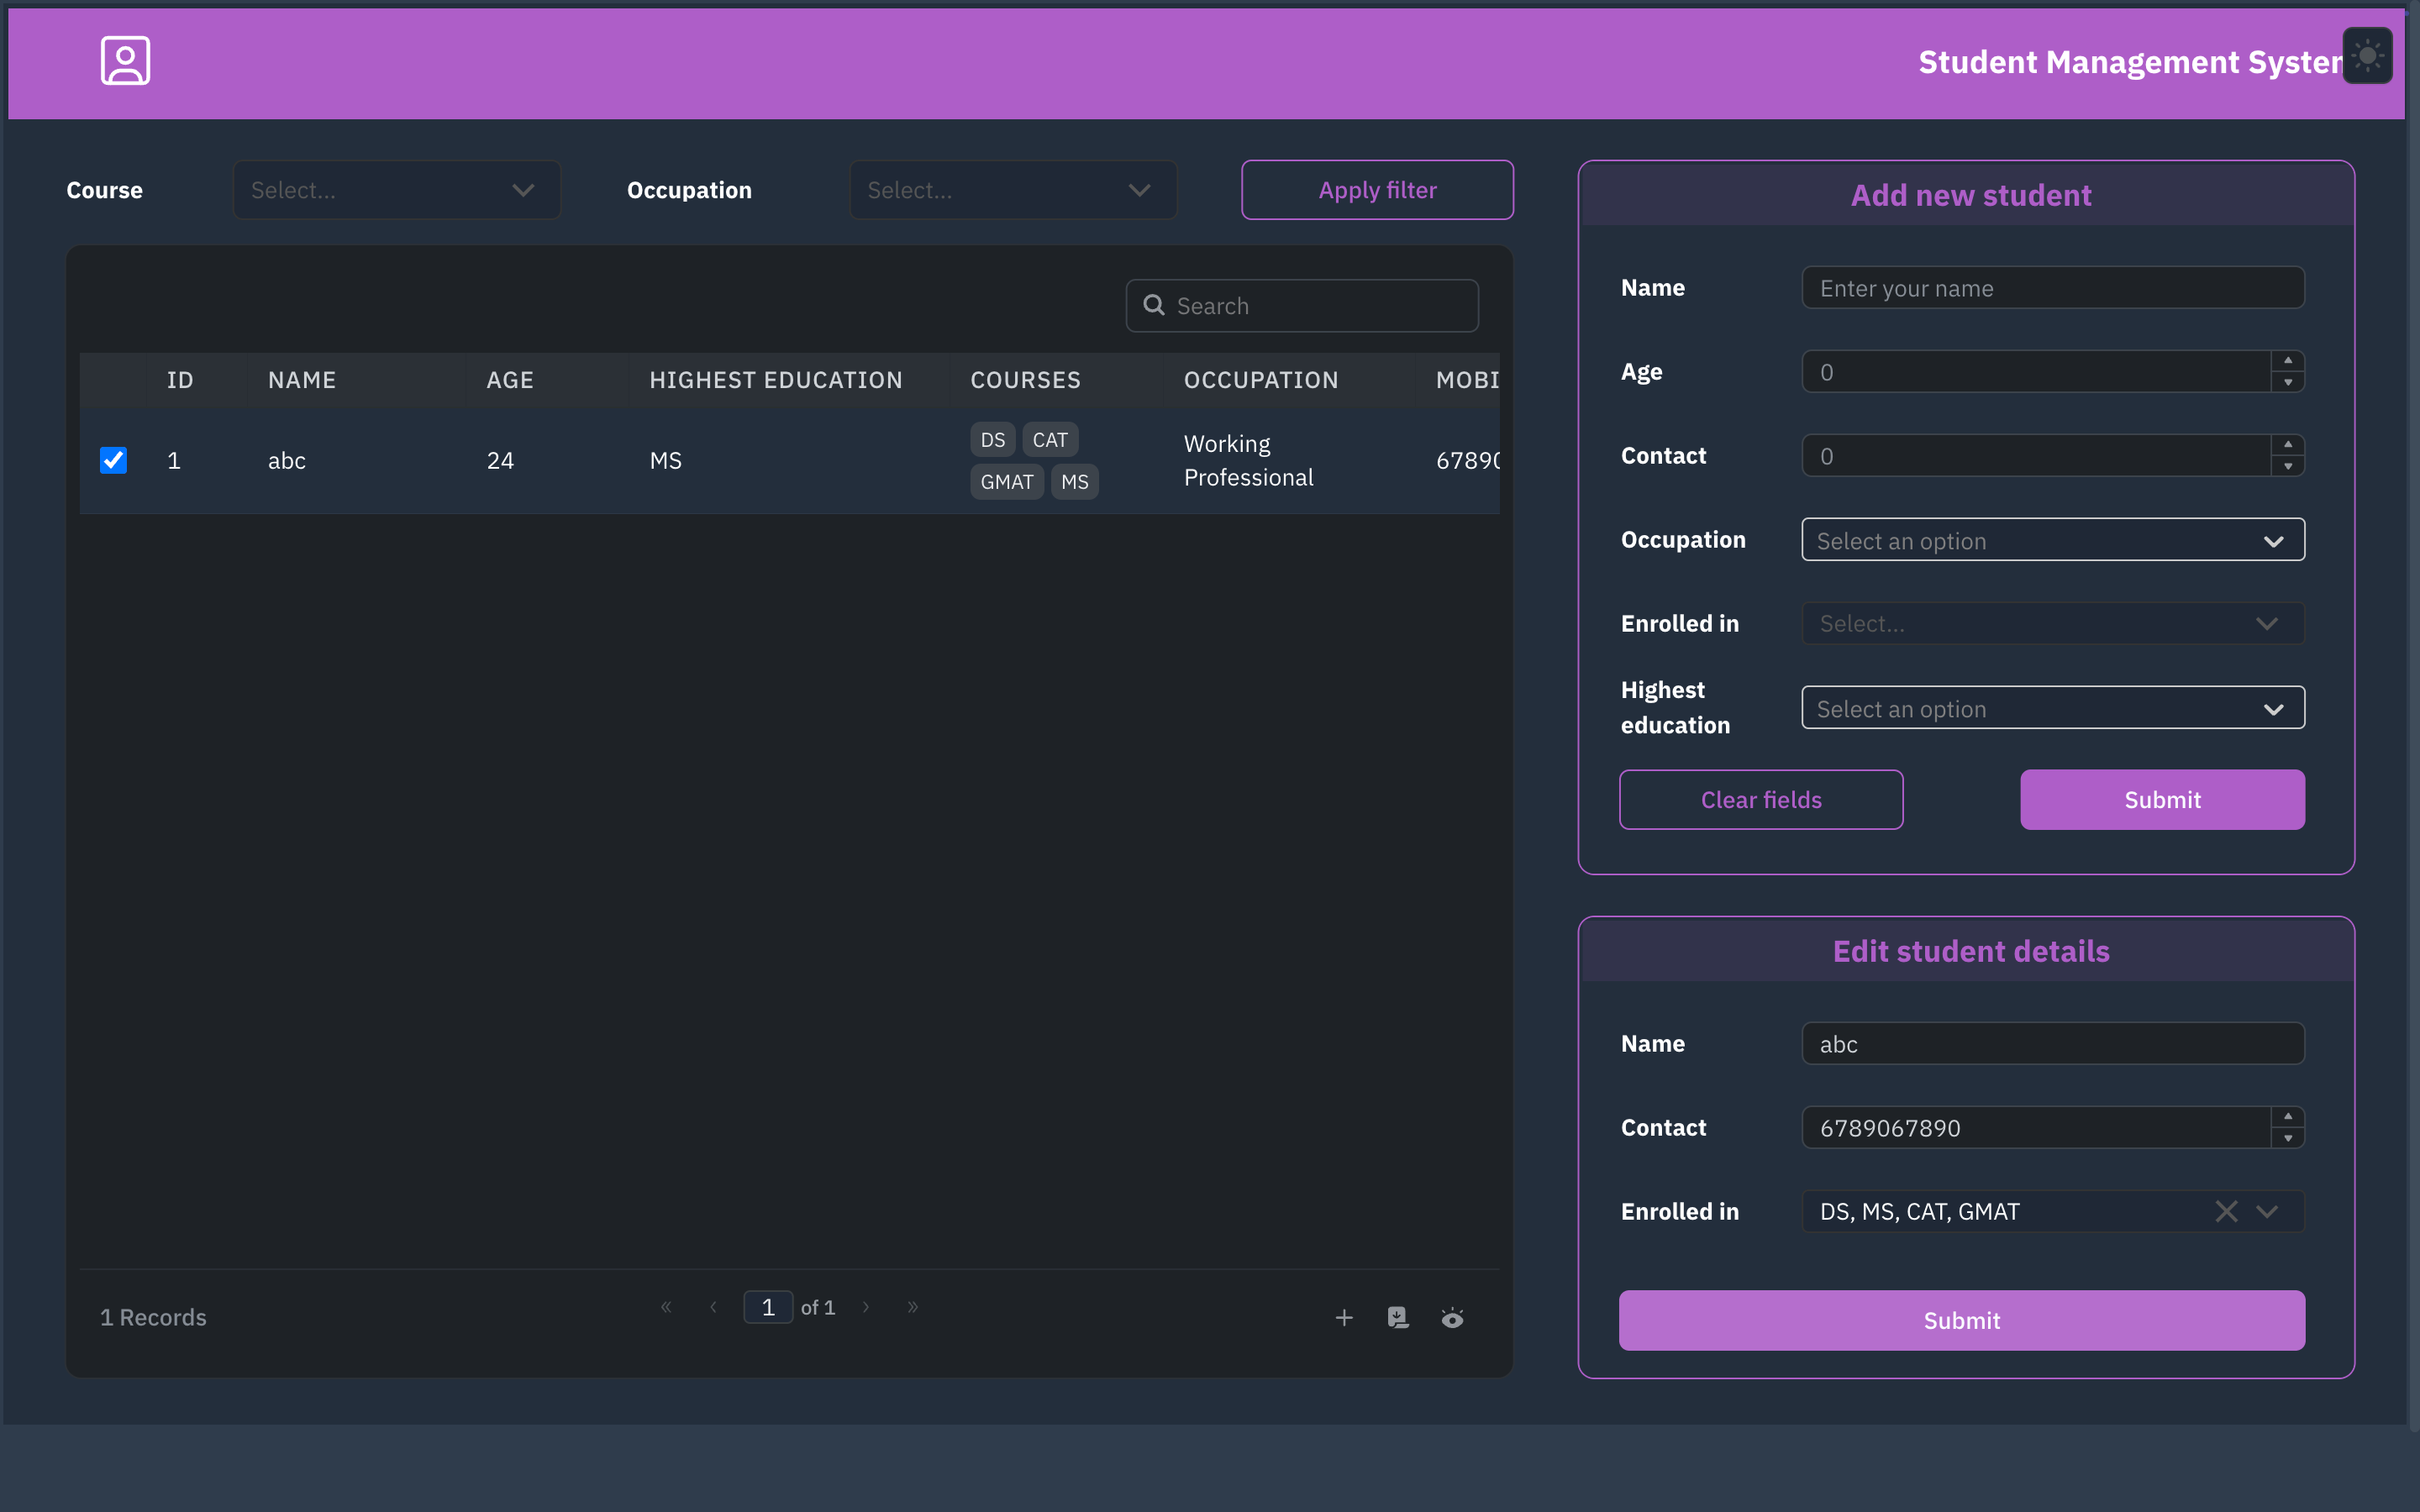 Student Management System
Course
Select...
Occupation
Select...
Apply filter
Search
ID NAME AGE HIGHEST EDUCATION COURSES OCCUPATION MOBI
1 abc 24 MS DS CAT GMAT MS Working Professional 67890
1 Records
« ‹ 1 of 1 › »
Add new student
Name
Enter your name
Age
0
Contact
0
Occupation
Select an option
Enrolled in
Select...
Highest
education
Select an option
Clear fields
Submit
Edit student details
Name
abc
Contact
6789067890
Enrolled in
DS, MS, CAT, GMAT
Submit